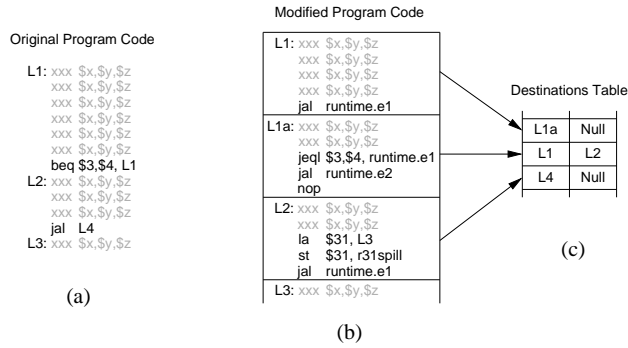 Original Program Code
L1: xxx $x,$y,$z
xxx $x,$y,$z
xxx $x,$y,$z
xxx $x,$y,$z
xxx $x,$y,$z
xxx $x,$y,$z
beq $3,$4, L1
L2: xxx $x,$y,$z
xxx $x,$y,$z
xxx $x,$y,$z
jal L4
L3: xxx $x,$y,$z
(a)
Modified Program Code
L1: xxx $x,$y,$z
xxx $x,$y,$z
xxx $x,$y,$z
xxx $x,$y,$z
jal runtime.e1
L1a: xxx $x,$y,$z
xxx $x,$y,$z
jeql $3,$4, runtime.e1
jal runtime.e2
nop
L2: xxx $x,$y,$z
xxx $x,$y,$z
la $31, L3
st $31, r31spill
jal runtime.e1
L3: xxx $x,$y,$z
(b)
Destinations Table
L1a Null
L1 L2
L4 Null
(c)